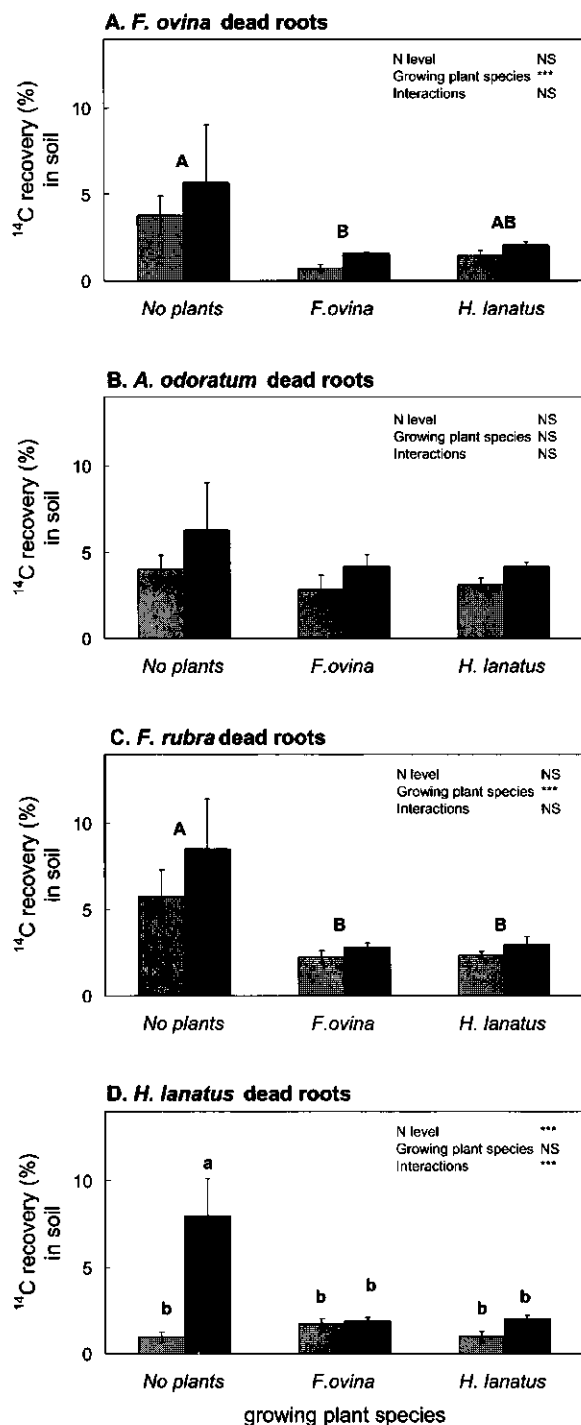 A. F. ovina dead roots
N level NS
Growing plant species ***
Interactions NS
14C recovery (%)
in soil
10
5
0
A
B
AB
No plants F.ovina H. lanatus
B. A. odoratum dead roots
N level NS
Growing plant species NS
Interactions NS
14C recovery (%)
in soil
10
5
0
No plants F.ovina H. lanatus
C. F. rubra dead roots
N level NS
Growing plant species ***
Interactions NS
14C recovery (%)
in soil
10
5
0
A
B
B
No plants F.ovina H. lanatus
D. H. lanatus dead roots
N level ***
Growing plant species NS
Interactions ***
14C recovery (%)
in soil
10
5
0
b a
b b
b b
No plants F.ovina H. lanatus
growing plant species